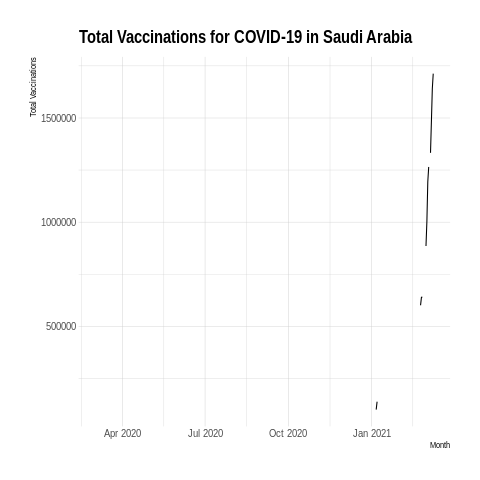 Total Vaccinations for COVID-19 in Saudi Arabia
Total Vaccinations
1500000
1000000
500000
Apr 2020
Jul 2020
Oct 2020
Jan 2021
Month